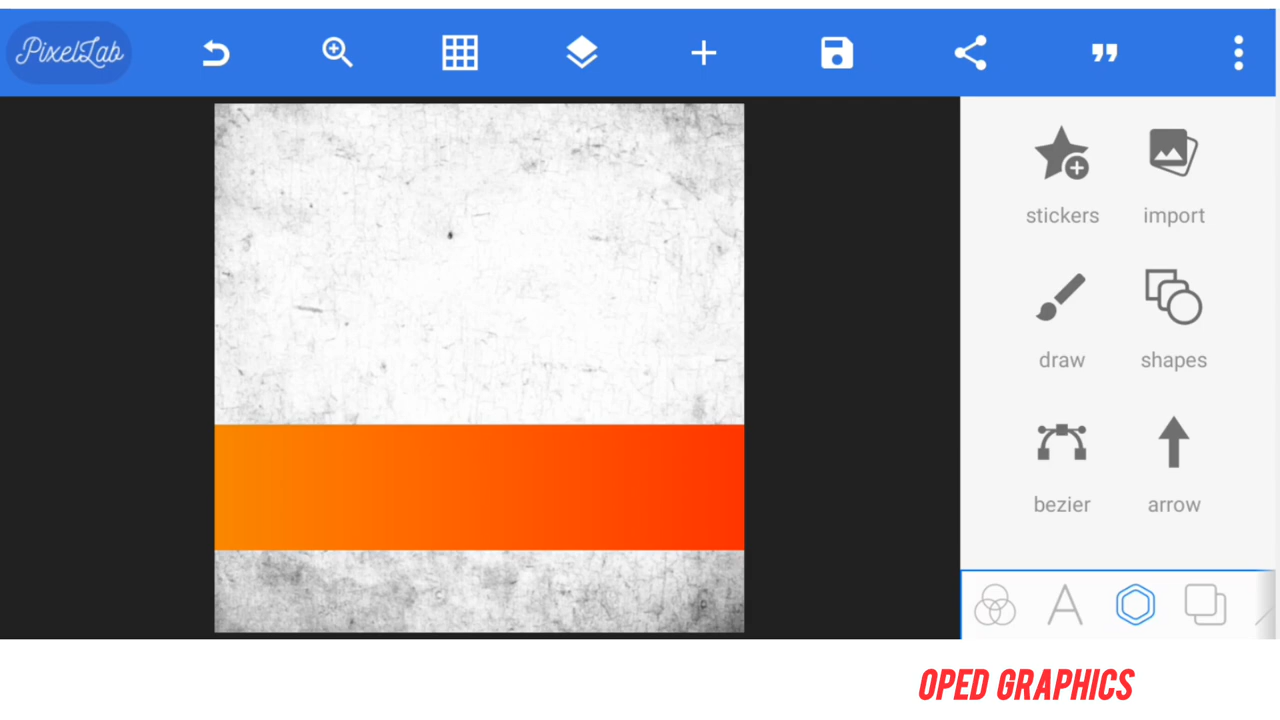 PixelLab
stickers
import
draw
shapes
bezier
arrow
OPED GRAPHICS